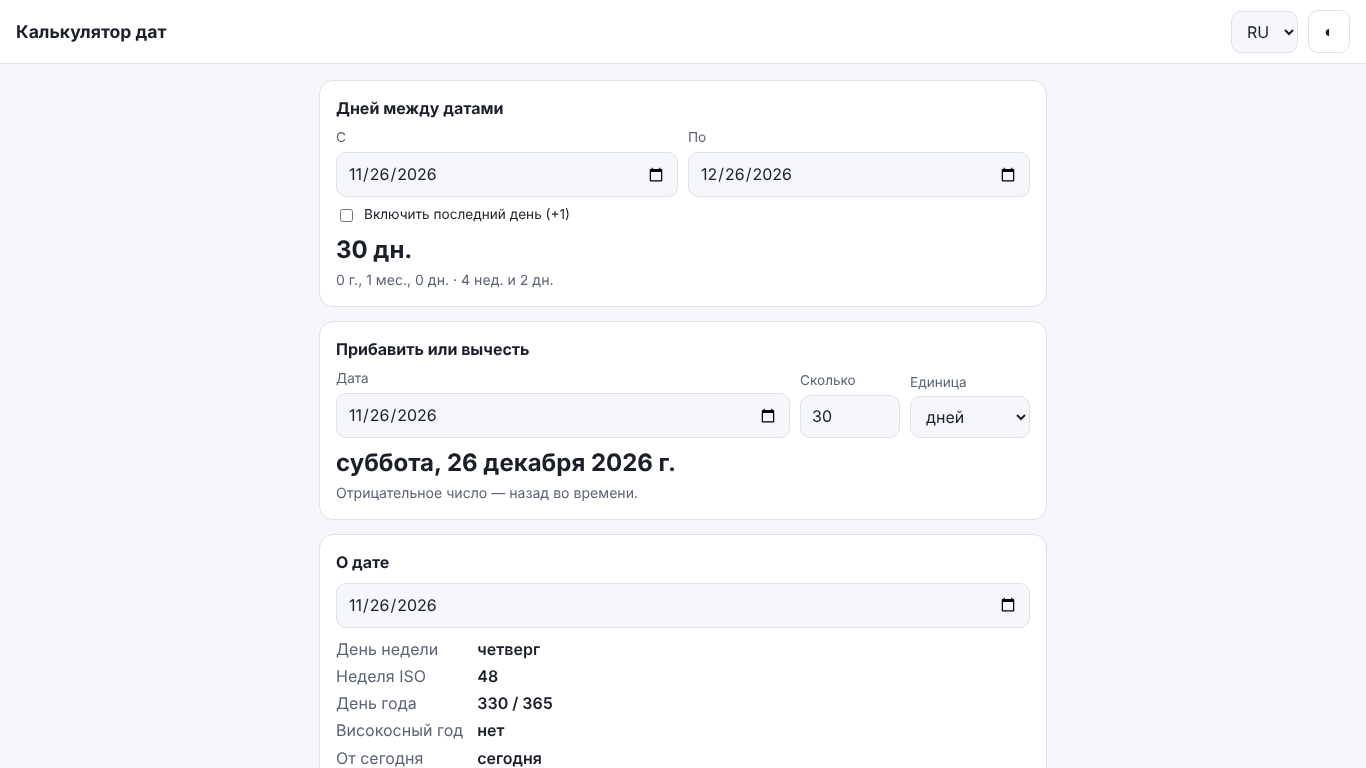 Калькулятор дат
RU
Дней между датами
С По
11/26/2026 12/26/2026
Включить последний день (+1)
30 дн.
0 г., 1 мес., 0 дн. · 4 нед. и 2 дн.
Прибавить или вычесть
Дата Сколько Единица
11/26/2026 30 дней
суббота, 26 декабря 2026 г.
Отрицательное число — назад во времени.
О дате
11/26/2026
День недели четверг
Неделя ISO 48
День года 330 / 365
Високосный год нет
От сегодня сегодня